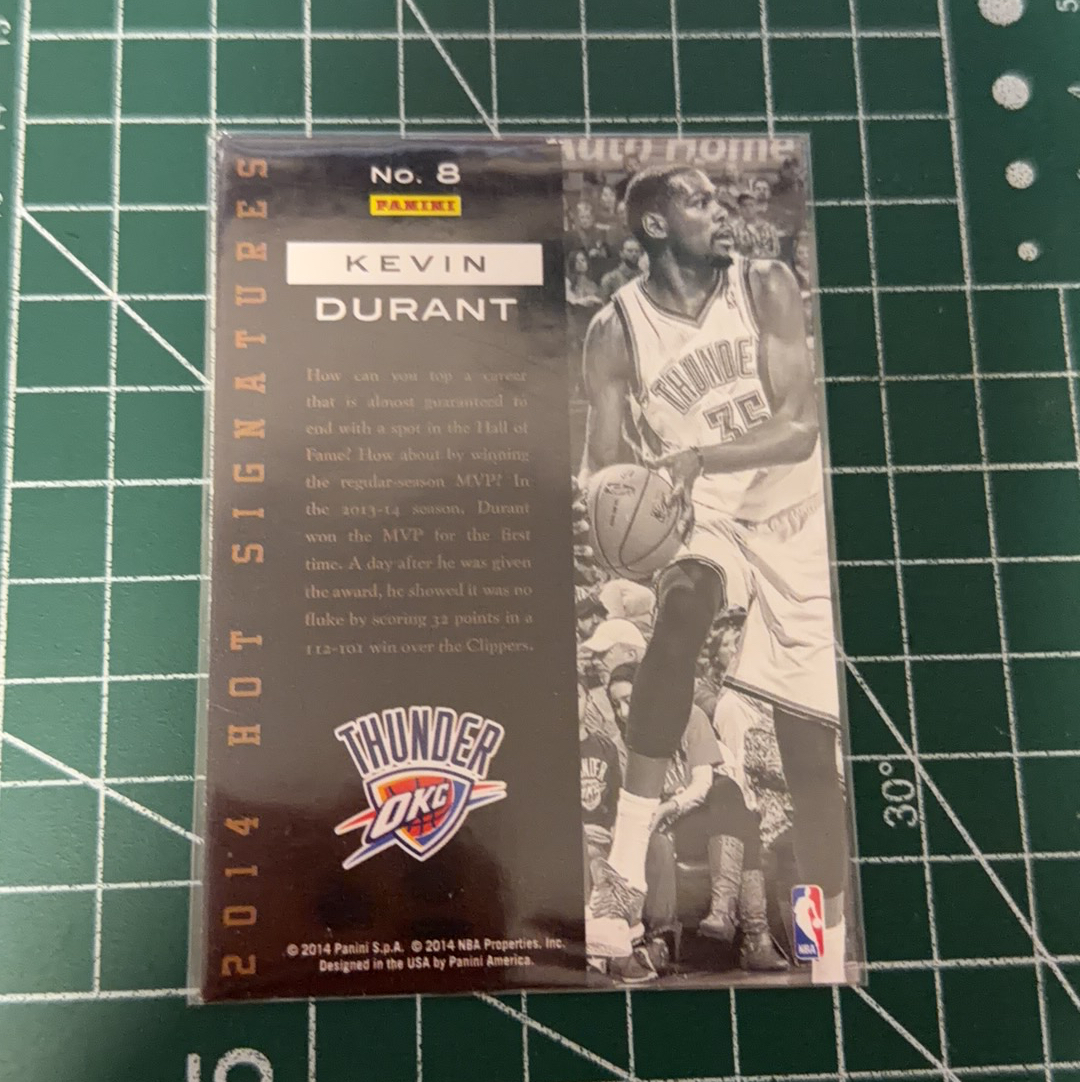 No. 8
PANINI
KEVIN
DURANT
How can you top a career
that is almost guaranteed to
end with a spot in the Hall of
Fame? How about by winning
the regular-season MVP? In
the 2013-14 season, Durant
won the MVP for the first
time. A day after he was given
the award, he showed it was no
fluke by scoring 32 points in a
112-101 win over the Clippers.
THUNDER
OKC
© 2014 Panini S.p.A. © 2014 NBA Properties, Inc.
Designed in the USA by Panini America.
2014 HOT SIGNATURES
Auto Home
THUNDE
35
NBA
30°